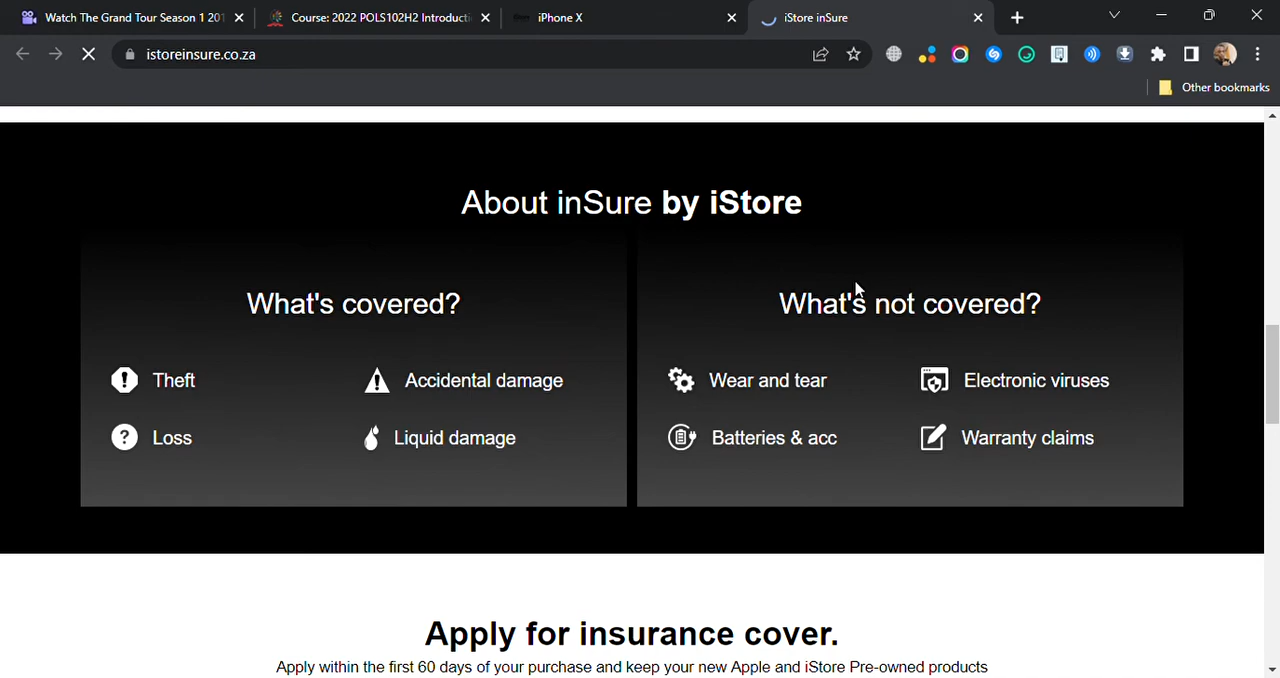 Watch The Grand Tour Season 1 201
Course: 2022 POLS102H2 Introducti
iPhone X
iStore inSure
istoreinsure.co.za
Other bookmarks
About inSure by iStore
What's covered?
What's not covered?
Theft
Accidental damage
Wear and tear
Electronic viruses
Loss
Liquid damage
Batteries & acc
Warranty claims
Apply for insurance cover.
Apply within the first 60 days of your purchase and keep your new Apple and iStore Pre-owned products